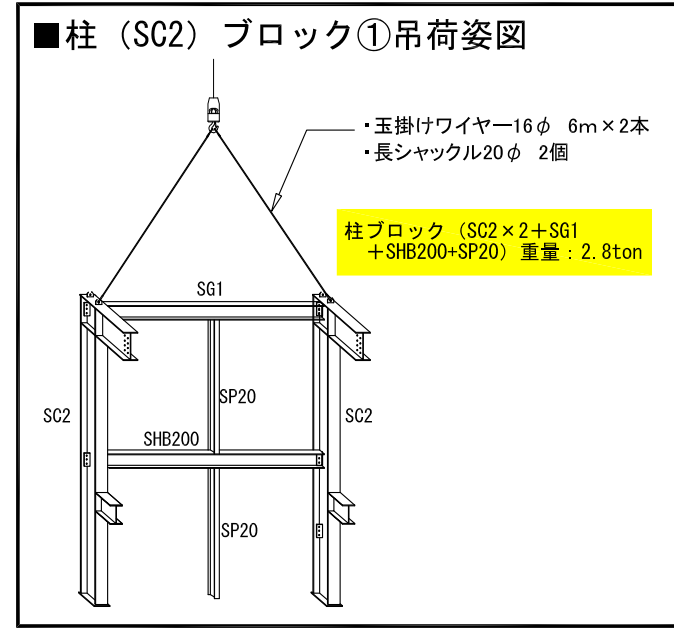 ■柱（SC2）ブロック①吊荷姿図
・玉掛けワイヤー16φ　6m×2本
・長シャックル20φ　2個
柱ブロック（SC2×2＋SG1
＋SHB200+SP20）重量：2.8ton
SG1
SP20
SC2
SC2
SHB200
SP20